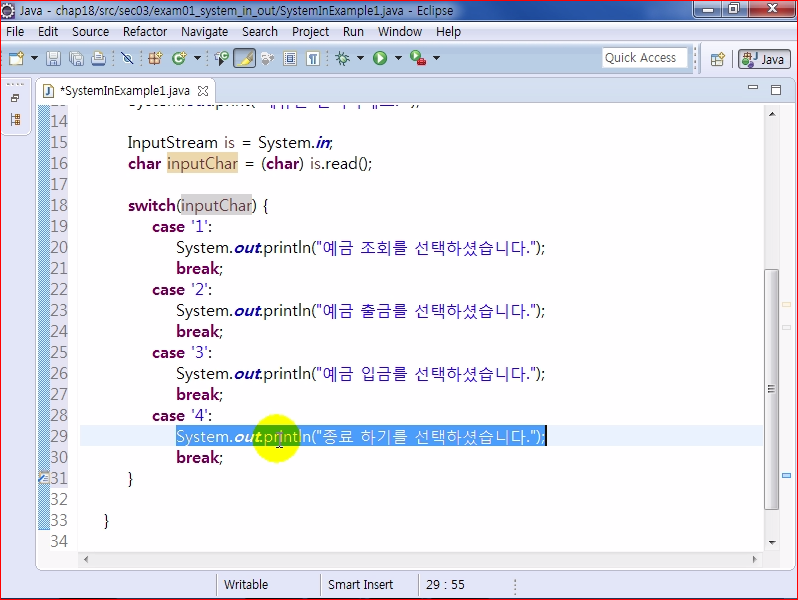 Java - chap18/src/sec03/exam01_system_in_out/SystemInExample1.java - Eclipse
File Edit Source Refactor Navigate Search Project Run Window Help
Quick Access
Java
*SystemInExample1.java
14
15 InputStream is = System.in;
16 char inputChar = (char) is.read();
17
18 switch(inputChar) {
19 case '1':
20 System.out.println("예금 조회를 선택하셨습니다.");
21 break;
22 case '2':
23 System.out.println("예금 출금를 선택하셨습니다.");
24 break;
25 case '3':
26 System.out.println("예금 입금를 선택하셨습니다.");
27 break;
28 case '4':
29 System.out.println("종료 하기를 선택하셨습니다.");
30 break;
31 }
32
33 }
34
Writable Smart Insert 29 : 55